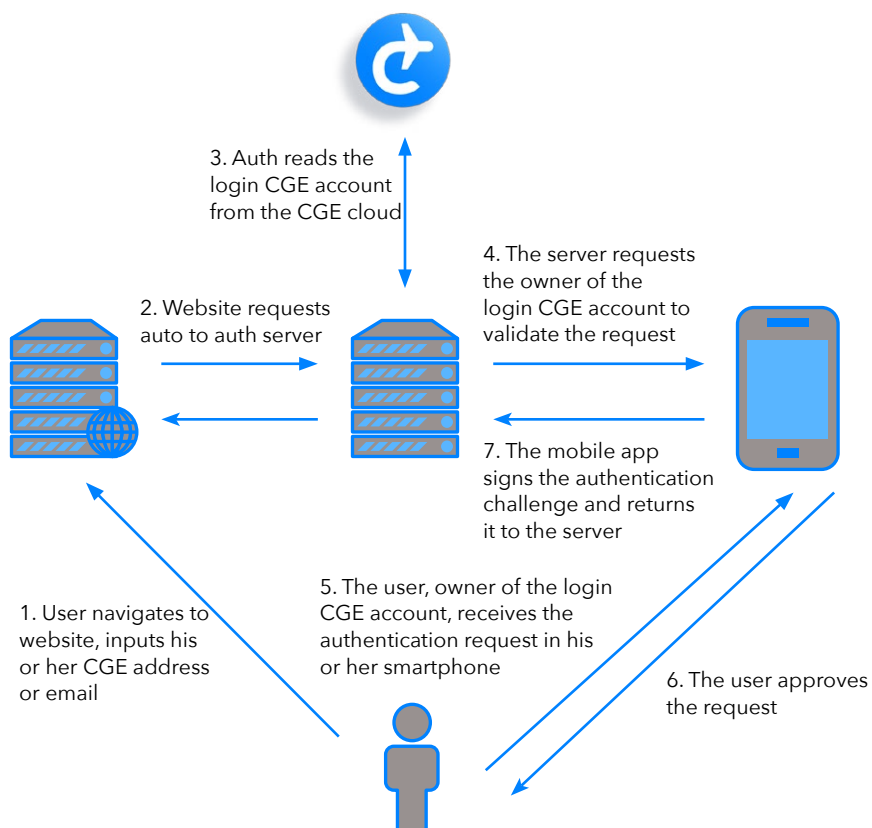 3. Auth reads the
login CGE account
from the CGE cloud
4. The server requests
the owner of the
login CGE account to
validate the request
2. Website requests
auto to auth server
7. The mobile app
signs the authentication
challenge and returns
it to the server
1. User navigates to
website, inputs his
or her CGE address
or email
5. The user, owner of the login
CGE account, receives the
authentication request in his
or her smartphone
6. The user approves
the request